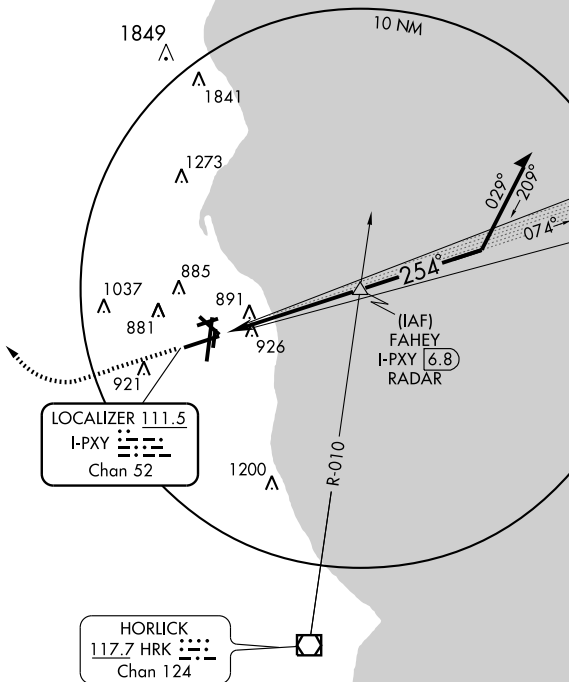 1849
10 NM
1841
1273
029°
209°
074°
254°
885
1037
891
881
926
(IAF)
FAHEY
I-PXY 6.8
RADAR
921
LOCALIZER 111.5
I-PXY
Chan 52
1200
R-010
HORLICK
117.7 HRK
Chan 124